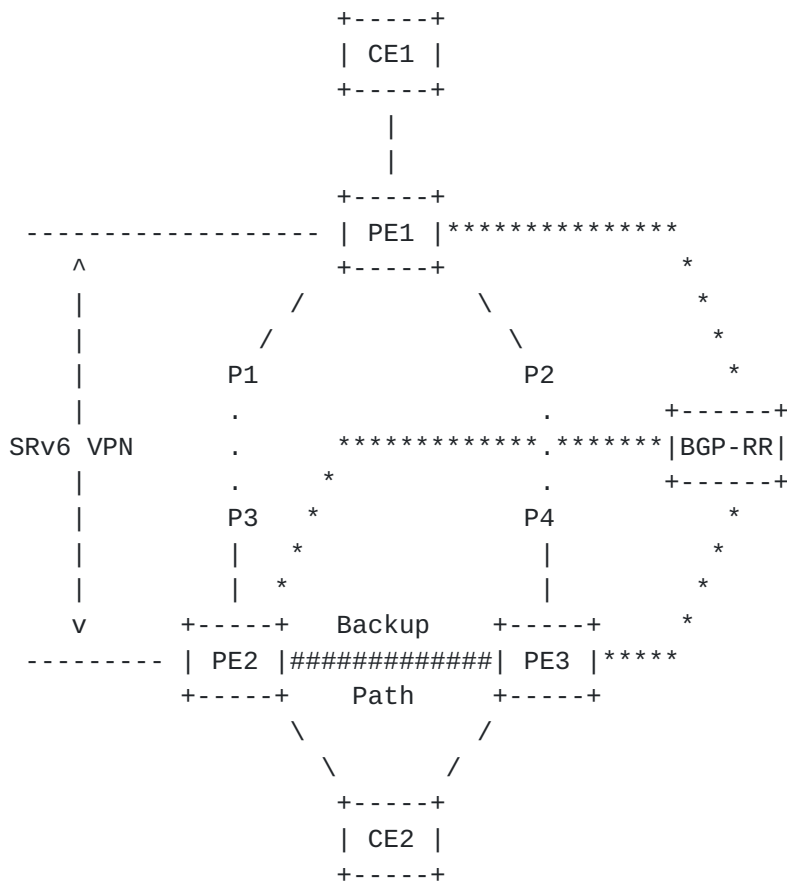 +-----+
| CE1 |
+-----+
|
|
+-----+
------------------- | PE1 |***************
^ +-----+ *
| / \ *
| / \ *
| P1 P2 *
| . . +------+
SRv6 VPN . *************.*******|BGP-RR|
| . * . +------+
| P3 * P4 *
| | * | *
| | * | *
v +-----+ Backup +-----+ *
--------- | PE2 |#############| PE3 |*****
+-----+ Path +-----+
\ /
\ /
+-----+
| CE2 |
+-----+